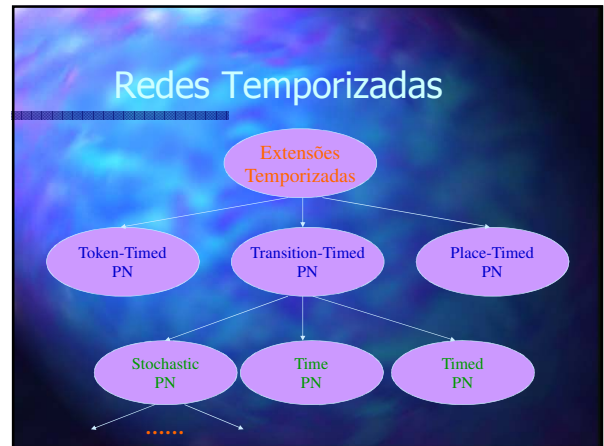 Redes Temporizadas
Extensões
Temporizadas
Token-Timed
PN
Transition-Timed
PN
Place-Timed
PN
Stochastic
PN
Time
PN
Timed
PN
......